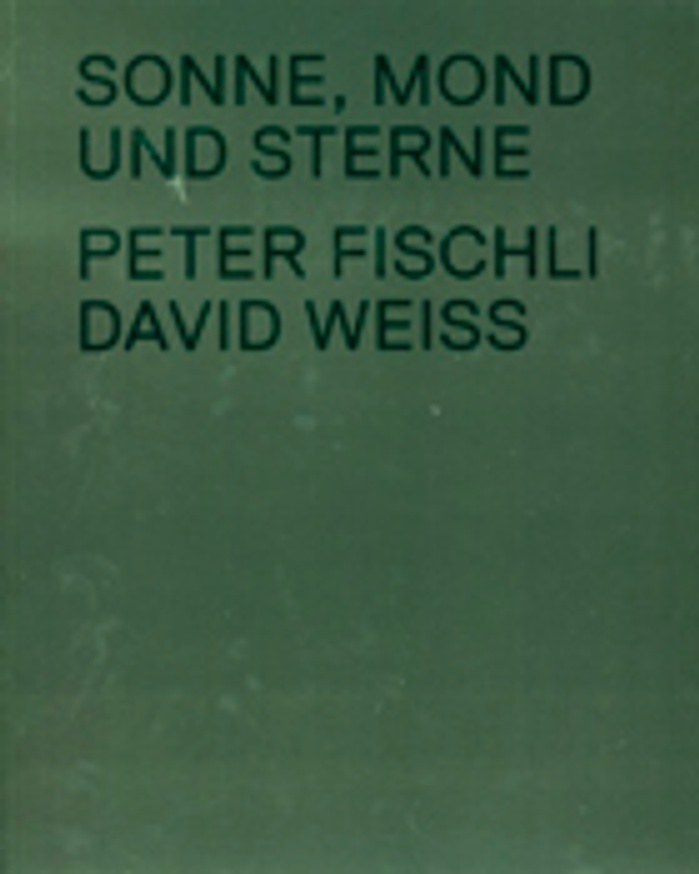 SONNE, MOND
UND STERNE
PETER FISCHLI
DAVID WEISS